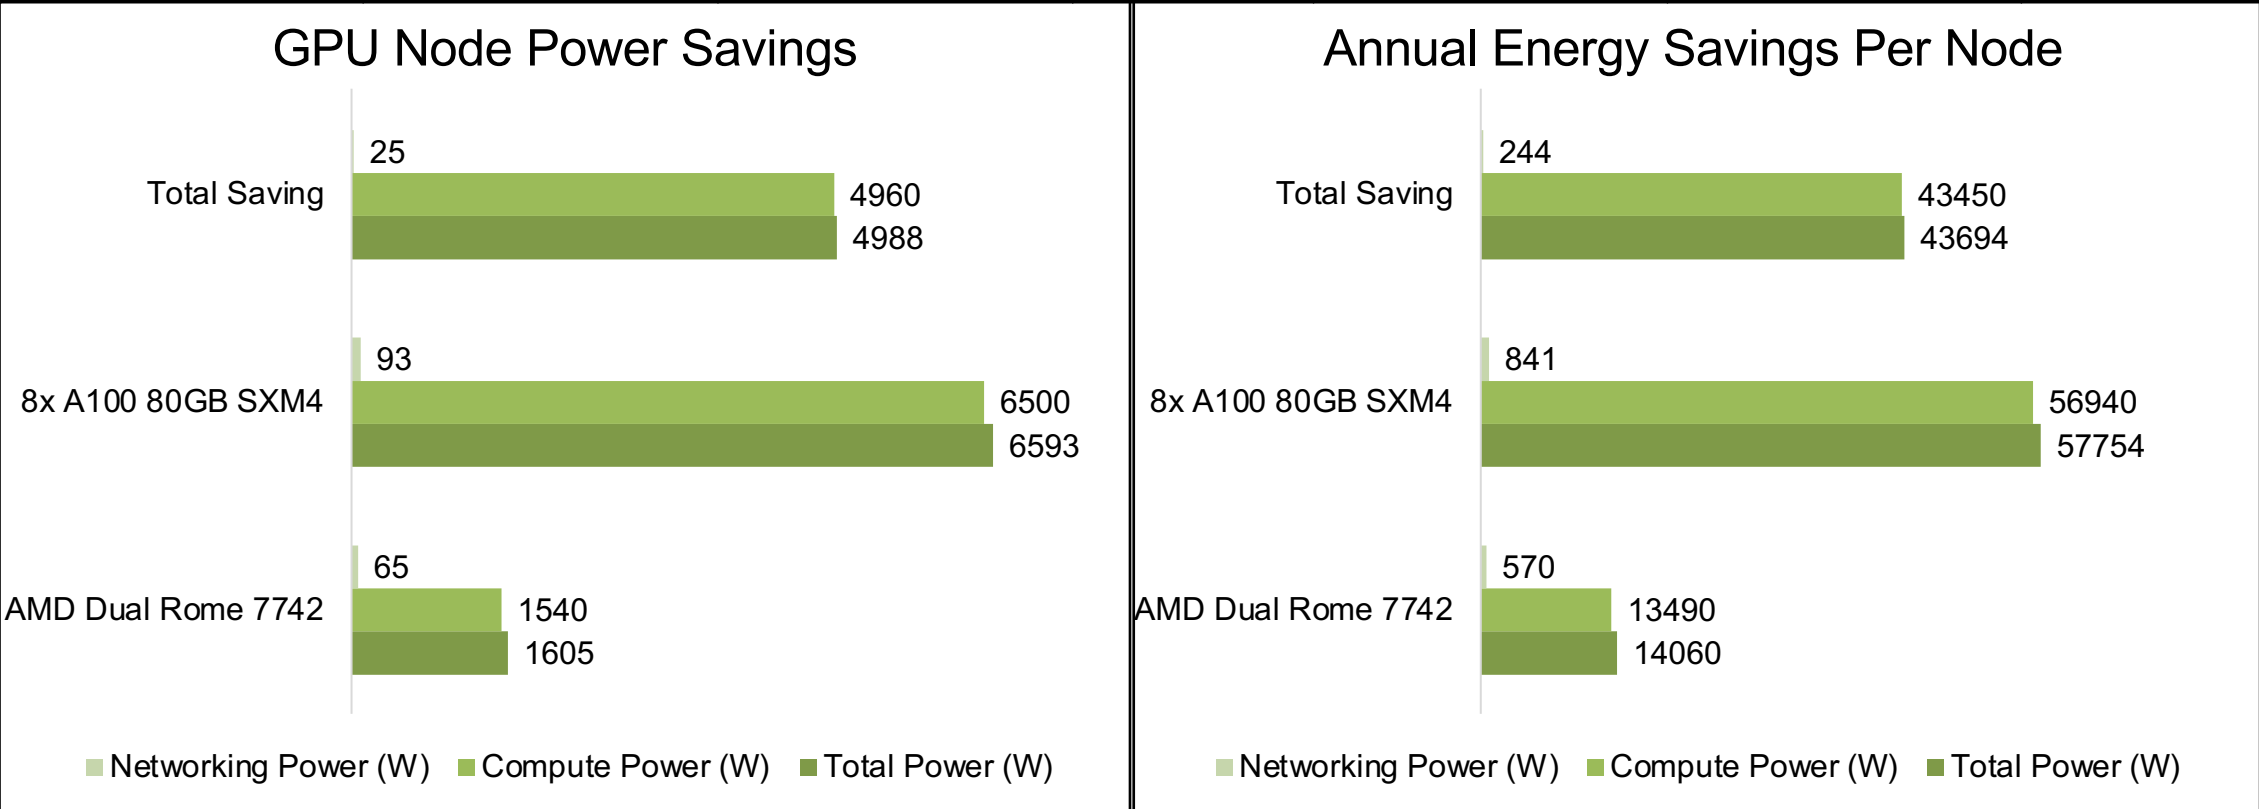 GPU Node Power Savings
Total Saving
25
4960
4988
8x A100 80GB SXM4
93
6500
6593
AMD Dual Rome 7742
65
1540
1605
Networking Power (W) Compute Power (W) Total Power (W)
Annual Energy Savings Per Node
Total Saving
244
43450
43694
8x A100 80GB SXM4
841
56940
57754
AMD Dual Rome 7742
570
13490
14060
Networking Power (W) Compute Power (W) Total Power (W)